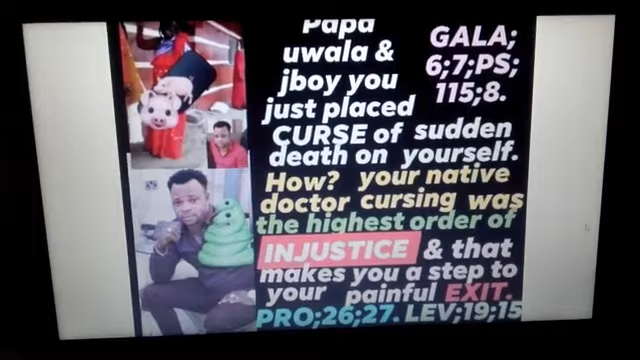 Papa
uwala &
jboy you
just placed
CURSE of sudden
death on yourself.
How? your native
doctor cursing was
the highest order of
INJUSTICE & that
makes you a step to
your painful EXIT.
PRO;26;27. LEV;19;15
GALA;
6;7;PS;
115;8.